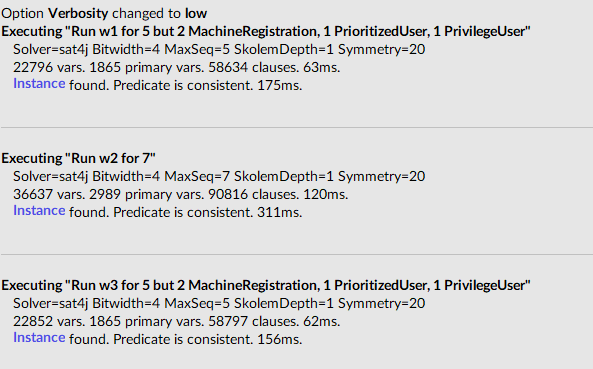 Option Verbosity changed to low
Executing "Run w1 for 5 but 2 MachineRegistration, 1 PrioritizedUser, 1 PrivilegeUser"
Solver=sat4j Bitwidth=4 MaxSeq=5 SkolemDepth=1 Symmetry=20
22796 vars. 1865 primary vars. 58634 clauses. 63ms.
Instance found. Predicate is consistent. 175ms.
Executing "Run w2 for 7"
Solver=sat4j Bitwidth=4 MaxSeq=7 SkolemDepth=1 Symmetry=20
36637 vars. 2989 primary vars. 90816 clauses. 120ms.
Instance found. Predicate is consistent. 311ms.
Executing "Run w3 for 5 but 2 MachineRegistration, 1 PrioritizedUser, 1 PrivilegeUser"
Solver=sat4j Bitwidth=4 MaxSeq=5 SkolemDepth=1 Symmetry=20
22852 vars. 1865 primary vars. 58797 clauses. 62ms.
Instance found. Predicate is consistent. 156ms.